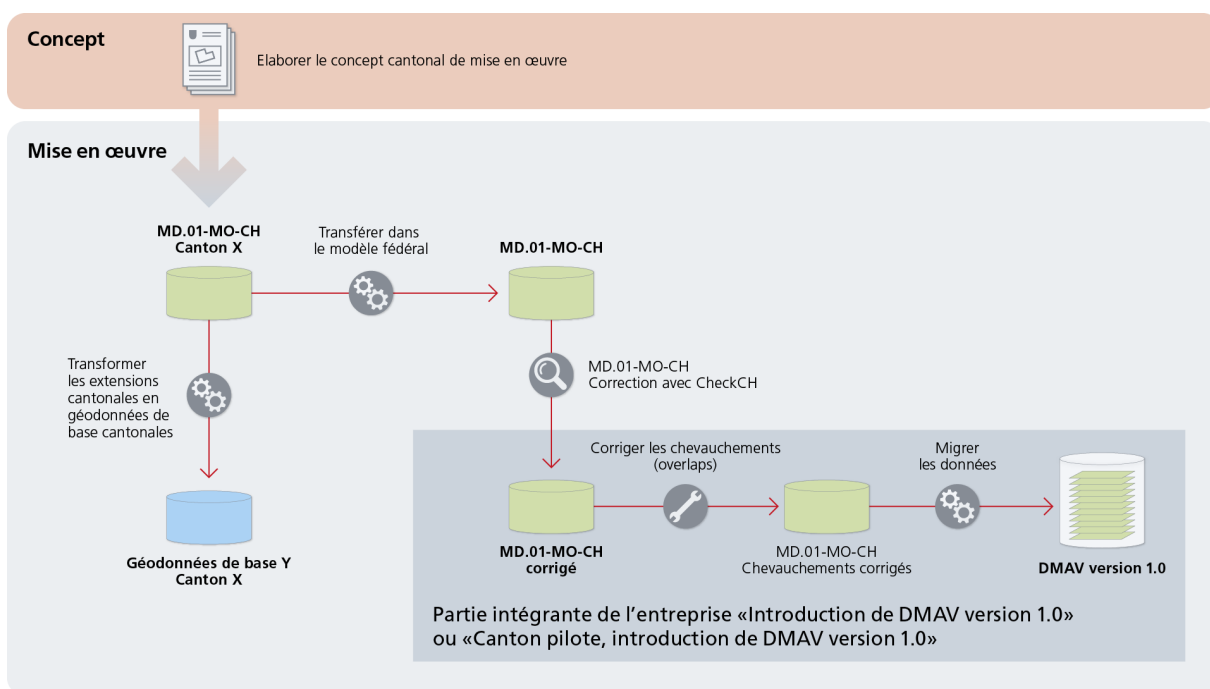 Concept
Elaborer le concept cantonal de mise en œuvre
Mise en œuvre
MD.01-MO-CH
Canton X
Transférer dans
le modèle fédéral
MD.01-MO-CH
Transformer
les extensions
cantonales en
géodonnées de
base cantonales
MD.01-MO-CH
Correction avec CheckCH
Géodonnées de base Y
Canton X
Corriger les chevauchements
(overlaps)
Migrer
les données
MD.01-MO-CH
corrigé
MD.01-MO-CH
Chevauchements corrigés
DMAV version 1.0
Partie intégrante de l’entreprise «Introduction de DMAV version 1.0»
ou «Canton pilote, introduction de DMAV version 1.0»